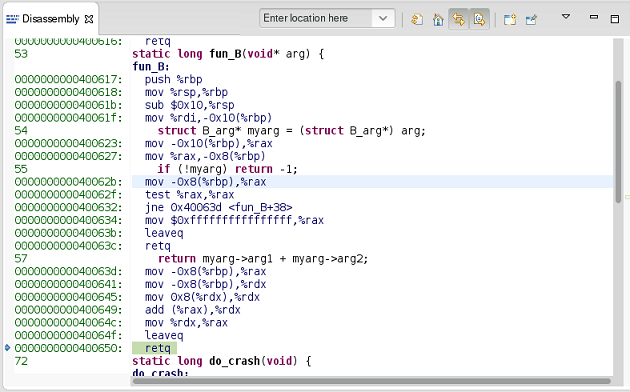 Disassembly
Enter location here
0000000000400616: retq
53 static long fun_B(void* arg) {
fun_B:
0000000000400617: push %rbp
0000000000400618: mov %rsp,%rbp
000000000040061b: sub $0x10,%rsp
000000000040061f: mov %rdi,-0x10(%rbp)
54 struct B_arg* myarg = (struct B_arg*) arg;
0000000000400623: mov -0x10(%rbp),%rax
0000000000400627: mov %rax,-0x8(%rbp)
55 if (!myarg) return -1;
000000000040062b: mov -0x8(%rbp),%rax
000000000040062f: test %rax,%rax
0000000000400632: jne 0x40063d <fun_B+38>
0000000000400634: mov $0xffffffffffffffff,%rax
000000000040063b: leaveq
000000000040063c: retq
57 return myarg->arg1 + myarg->arg2;
000000000040063d: mov -0x8(%rbp),%rax
0000000000400641: mov -0x8(%rbp),%rdx
0000000000400645: mov 0x8(%rdx),%rdx
0000000000400649: add (%rax),%rdx
000000000040064c: mov %rdx,%rax
000000000040064f: leaveq
0000000000400650: retq
72 static long do_crash(void) {
do_crash: